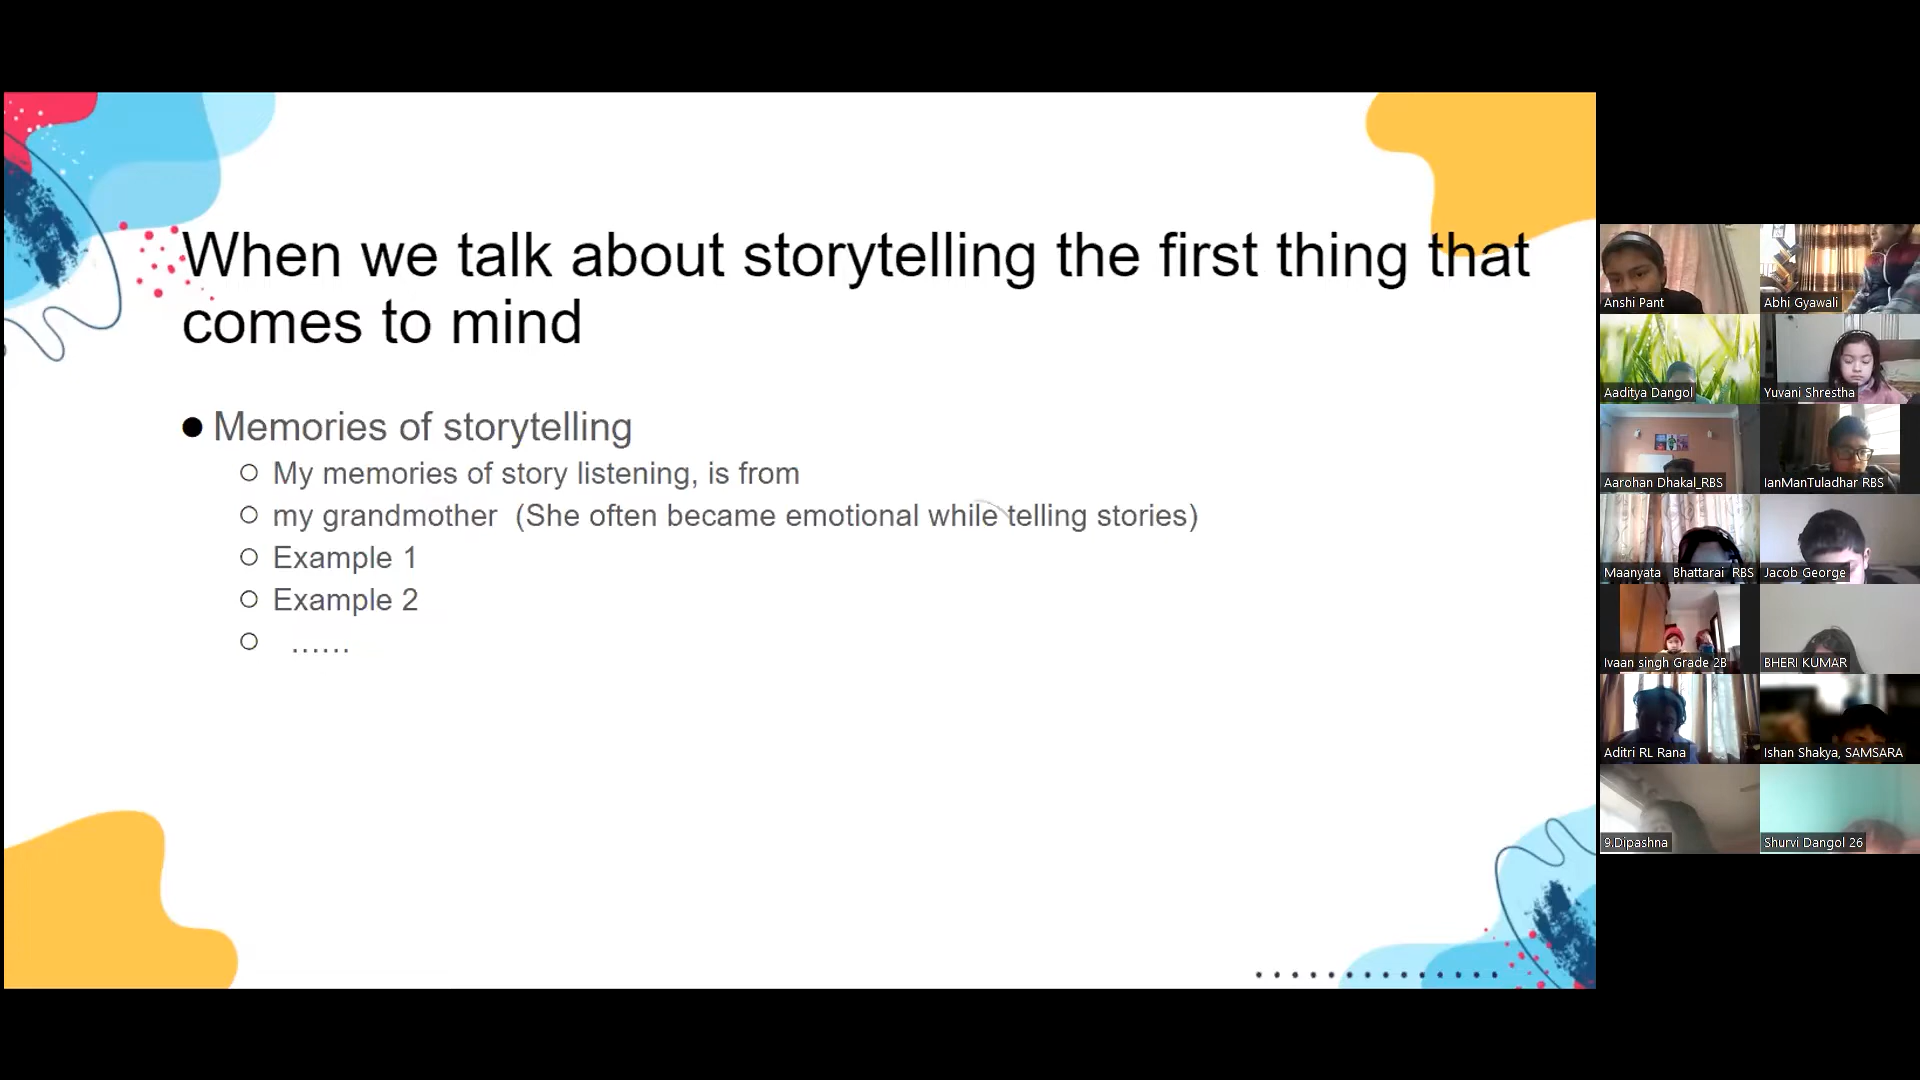 When we talk about storytelling the first thing that
comes to mind
Memories of storytelling
My memories of story listening, is from
my grandmother (She often became emotional while telling stories)
Example 1
Example 2
......
Anshi Pant
Abhi Gyawali
Aaditya Dangol
Yuvani Shrestha
Aarohan Dhakal_RBS
IanManTuladhar RBS
Maanyata Bhattarai RBS
Jacob George
Ivaan singh Grade 2B
BHERI KUMAR
Aditri RL Rana
Ishan Shakya, SAMSARA
9.Dipashna
Shurvi Dangol 26